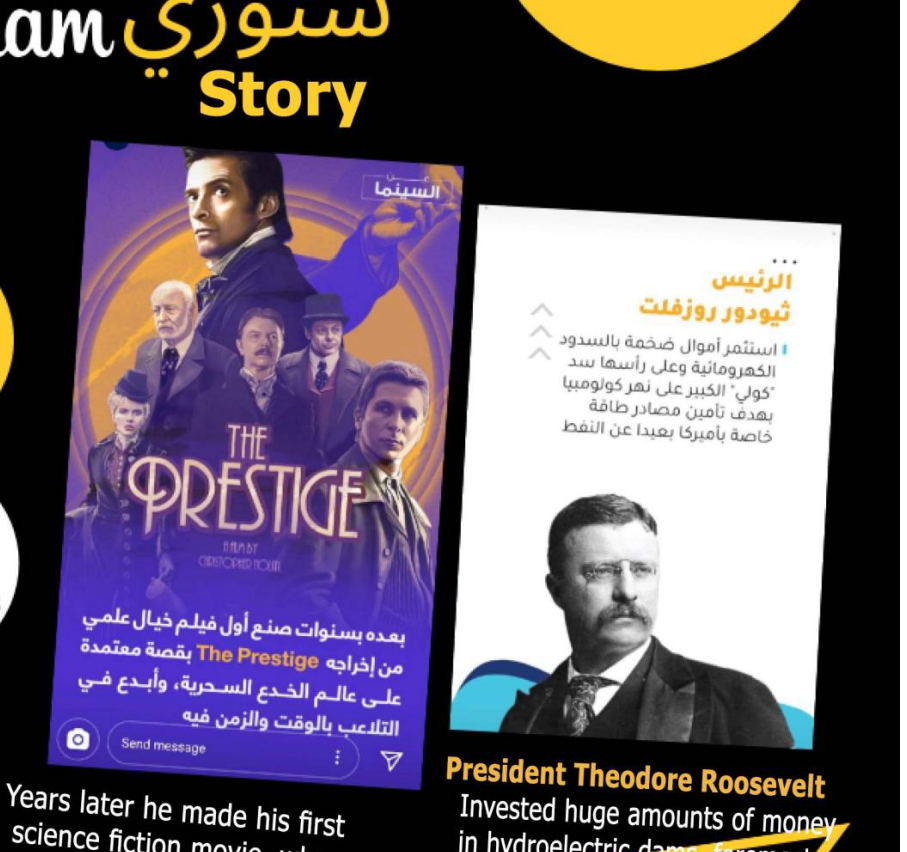 am ستوري
Story
عن
السينما
THE
PRESTIGE
A FILM BY
CHRISTOPHER NOLAN
بعده بسنوات صنع أول فيلم خيال علمي
من إخراجه The Prestige بقصة معتمدة
على عالم الخدع السحرية، وأبدع في
التلاعب بالوقت والزمن فيه
Send message
Years later he made his first
science fiction movie,
الرئيس
ثيودور روزفلت
استثمر أموال ضخمة بالسدود
الكهرومائية وعلى رأسها سد
"كولي" الكبير على نهر كولومبيا
بهدف تأمين مصادر طاقة
خاصة بأميركا بعيدا عن النفط
President Theodore Roosevelt
Invested huge amounts of money
in hydroelectric dams,